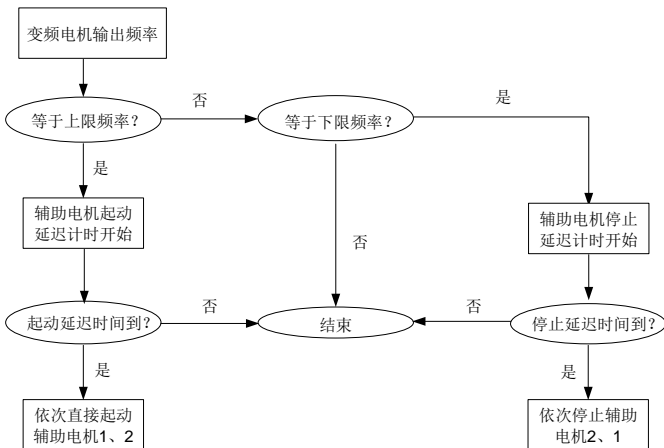 变频电机输出频率
等于上限频率?
否
等于下限频率?
是
是
辅助电机起动
延迟计时开始
否
辅助电机停止
延迟计时开始
起动延迟时间到?
否
结束
否
停止延迟时间到?
是
是
依次直接起动
辅助电机1、2
依次停止辅助
电机2、1